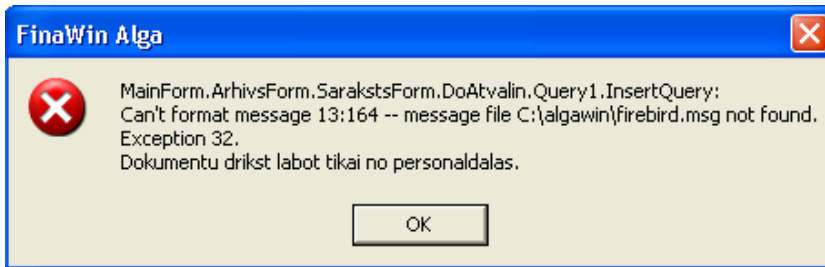 FinaWin Alga
MainForm.ArhivsForm.SarakstsForm.DoAtvalin.Query1.InsertQuery:
Can't format message 13:164 -- message file C:\algawin\firebird.msg not found.
Exception 32.
Dokumentu drikst labot tikai no personaldalas.
OK